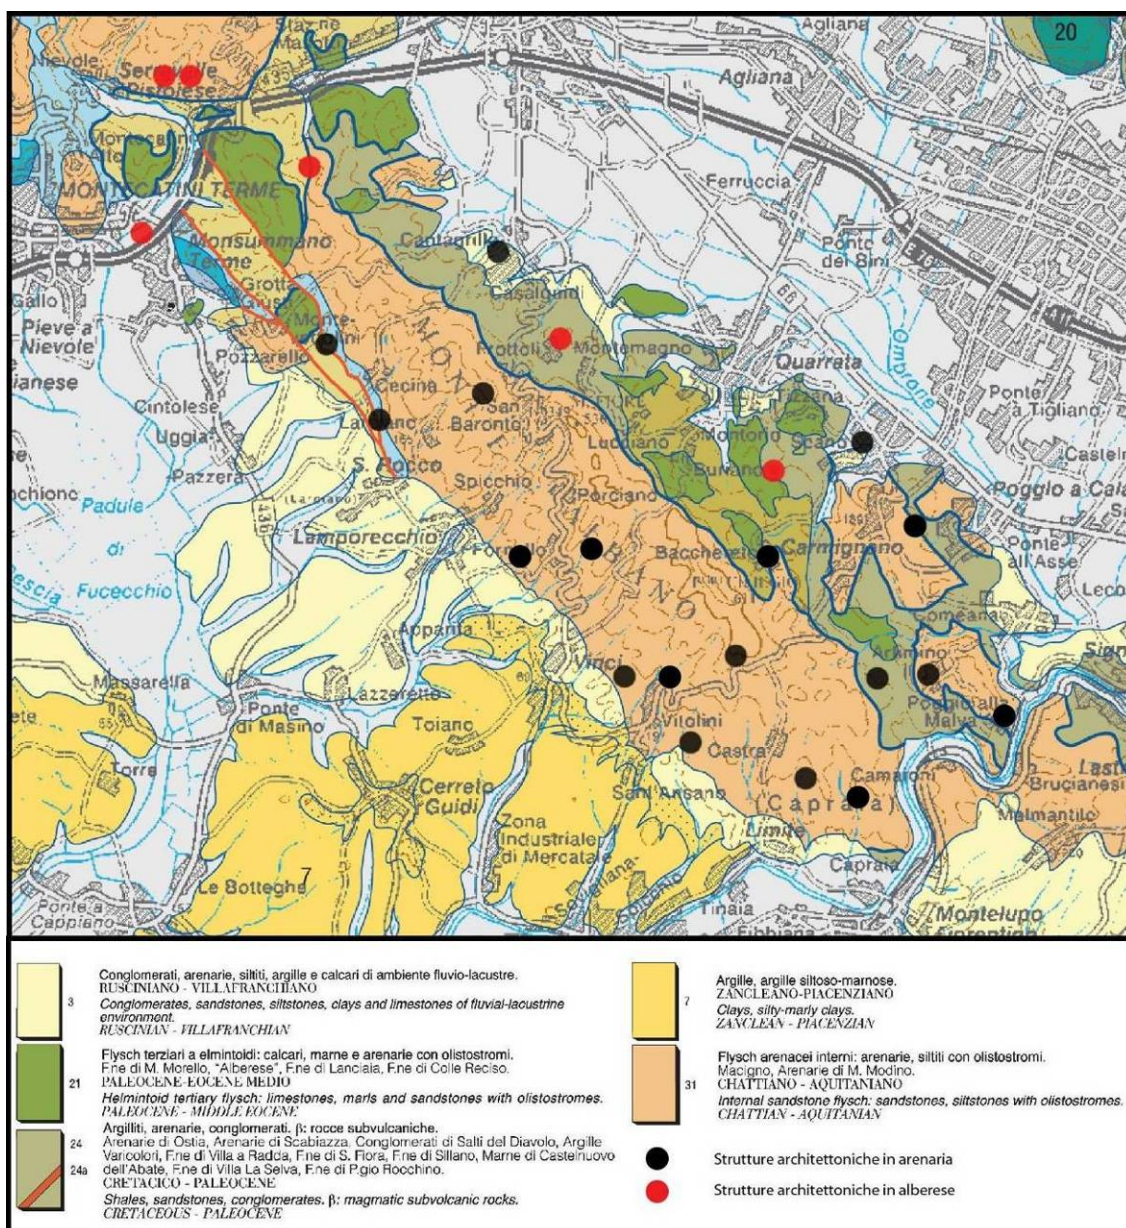 20
Nievole
Serravalle
Pistoiese
Agliana
Agliana
435
Montecatini
Alto
MONTECATINI TERME
Ferruccia
Cantagrillo
Ponte
dei Bini
Monsummano
Terme
Grotta
Giusti
66
Gallo
Casalguidi
Pieve a
Nievole
Ombrone
Frottoli
Montemagno
Quarrata
Pozzarello
Cecina
Cintolese
San
Baronto
Tizzana
Ponte
a Tigliano
Uggia
Larciano
Lucciano
Montorio
Buriano
Pazzera
S. Rocco
Spicchio
Porciano
Padule
di
Fucecchio
436
Lamporecchio
Bacchereto
Carmignano
Ponte
all'Asse
Comeana
Apparita
Artimino
Vinci
Massarella
Lazzeretto
Poggio alla
Malva
Ponte
di Masino
Toiano
Vitolini
Castra
Torre
Cerreto
Guidi
Camaioni
Brucianesi
Sant'Ansano
(Capraia)
Malmantile
Zona
Industriale
di Mercatale
Limite
Capraia
7
Le Botteghe
Ponte a
Cappiano
Tinaia
Montelupo
Fiorentino
Fibbiana
3
Conglomerati, arenarie, siltiti, argille e calcari di ambiente fluvio-lacustre.
RUSCINIANO - VILLAFRANCHIANO
Conglomerates, sandstones, siltstones, clays and limestones of fluvial-lacustrine
environment.
RUSCINIAN - VILLAFRANCHIAN
21
Flysch terziari a elmintoidi: calcari, marne e arenarie con olistostromi.
F.ne di M. Morello, "Alberese", F.ne di Lanciaia, F.ne di Colle Reciso.
PALEOCENE-EOCENE MEDIO
Helmintoid tertiary flysch: limestones, marls and sandstones with olistostromes.
PALEOCENE - MIDDLE EOCENE
24
24a
Argilliti, arenarie, conglomerati. β: rocce subvulcaniche.
Arenarie di Ostia, Arenarie di Scabiazza, Conglomerati di Salti del Diavolo, Argille
Varicolori, F.ne di Villa a Radda, F.ne di S. Fiora, F.ne di Sillano, Marne di Castelnuovo
dell'Abate, F.ne di Villa La Selva, F.ne di P.gio Rocchino.
CRETACICO - PALEOCENE
Shales, sandstones, conglomerates. β: magmatic subvolcanic rocks.
CRETACEOUS - PALEOCENE
7
Argille, argille siltoso-marnose.
ZANCLEANO-PIACENZIANO
Clays, silty-marly clays.
ZANCLEAN - PIACENZIAN
31
Flysch arenacei interni: arenarie, siltiti con olistostromi.
Macigno, Arenarie di M. Modino.
CHATTIANO - AQUITANIANO
Internal sandstone flysch: sandstones, siltstones with olistostromes.
CHATTIAN - AQUITANIAN
Strutture architettoniche in arenaria
Strutture architettoniche in alberese